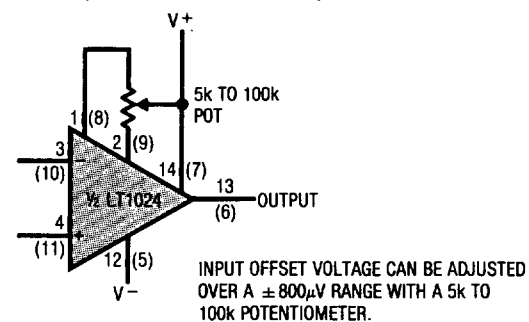 V+
5k TO 100k
POT
1 (8)
2 (9)
3
(10)
−
14 (7)
½ LT1024
13
(6)
OUTPUT
4
(11)
+
12 (5)
V−
INPUT OFFSET VOLTAGE CAN BE ADJUSTED
OVER A ±800μV RANGE WITH A 5k TO
100k POTENTIOMETER.